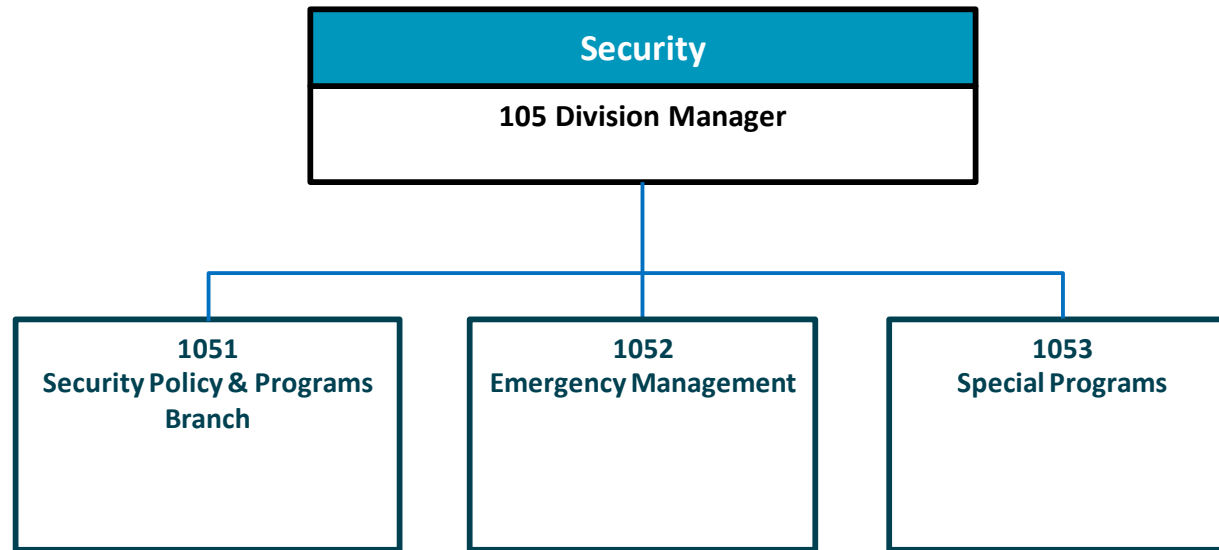 Security
105 Division Manager
1051
Security Policy & Programs
Branch
1052
Emergency Management
1053
Special Programs